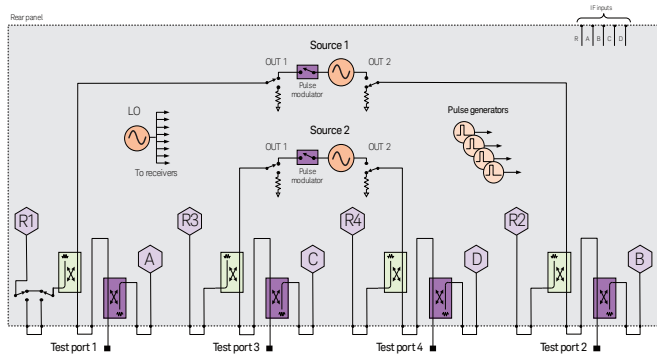 IF inputs
Rear panel
R A B C D
Source 1
OUT 1
OUT 2
Pulse
modulator
LO
To receivers
Source 2
OUT 1
OUT 2
Pulse
modulator
Pulse generators
R1
R3
R4
R2
A
C
D
B
Test port 1
Test port 3
Test port 4
Test port 2